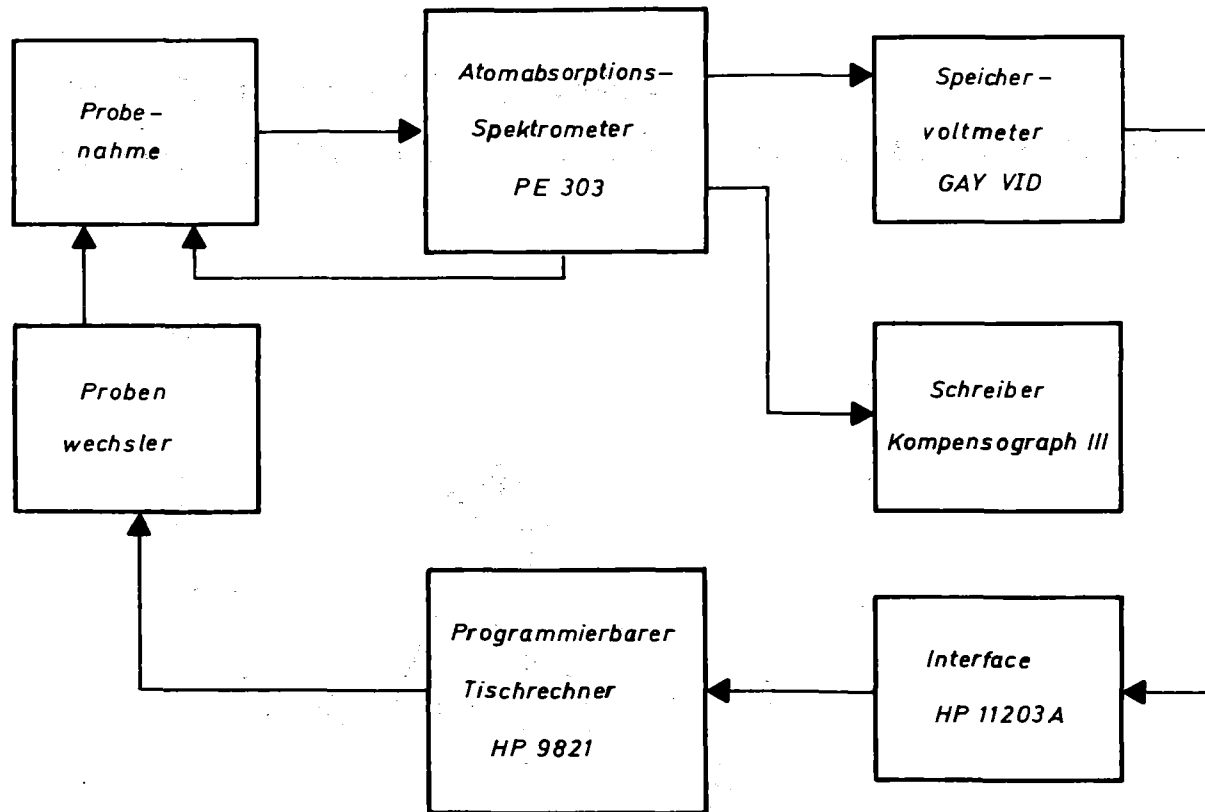 Probe-
nahme
Atomabsorptions-
Spektrometer
PE 303
Speicher-
voltmeter
GAY VID
Proben
wechsler
Schreiber
Kompensograph III
Programmierbarer
Tischrechner
HP 9821
Interface
HP 11203A